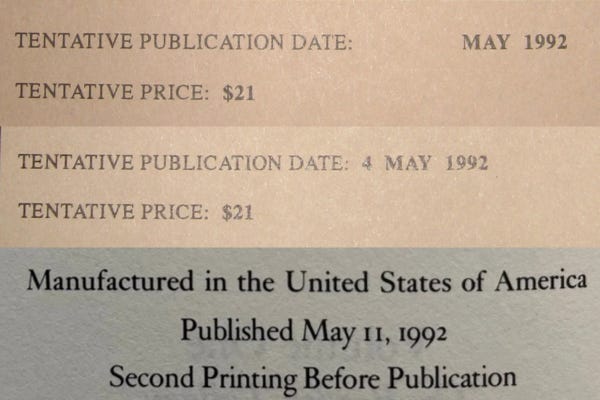 TENTATIVE PUBLICATION DATE: MAY 1992
TENTATIVE PRICE: $21
TENTATIVE PUBLICATION DATE: 4 MAY 1992
TENTATIVE PRICE: $21
Manufactured in the United States of America
Published May 11, 1992
Second Printing Before Publication